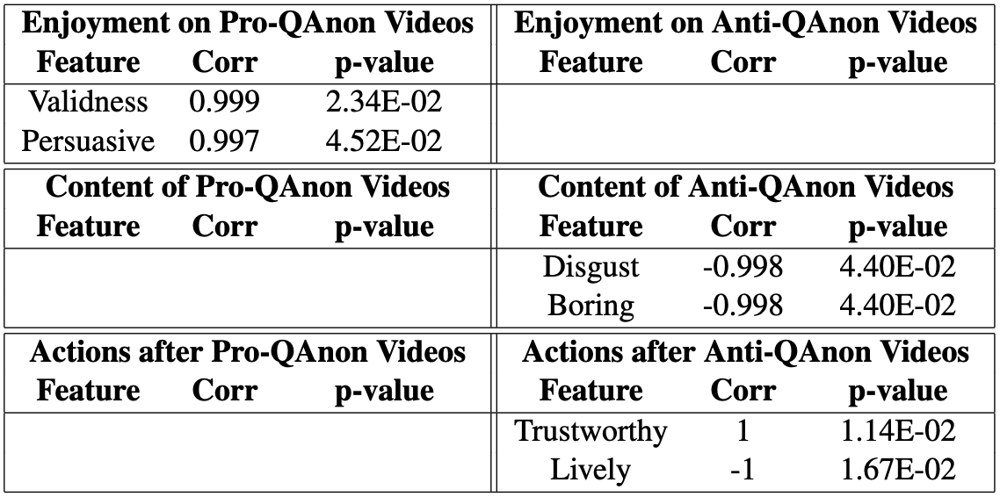 Enjoyment on Pro-QAnon Videos Enjoyment on Anti-QAnon Videos
Feature Corr p-value Feature Corr p-value
Validness 0.999 2.34E-02
Persuasive 0.997 4.52E-02
Content of Pro-QAnon Videos Content of Anti-QAnon Videos
Feature Corr p-value Feature Corr p-value
Disgust -0.998 4.40E-02
Boring -0.998 4.40E-02
Actions after Pro-QAnon Videos Actions after Anti-QAnon Videos
Feature Corr p-value Feature Corr p-value
Trustworthy 1 1.14E-02
Lively -1 1.67E-02